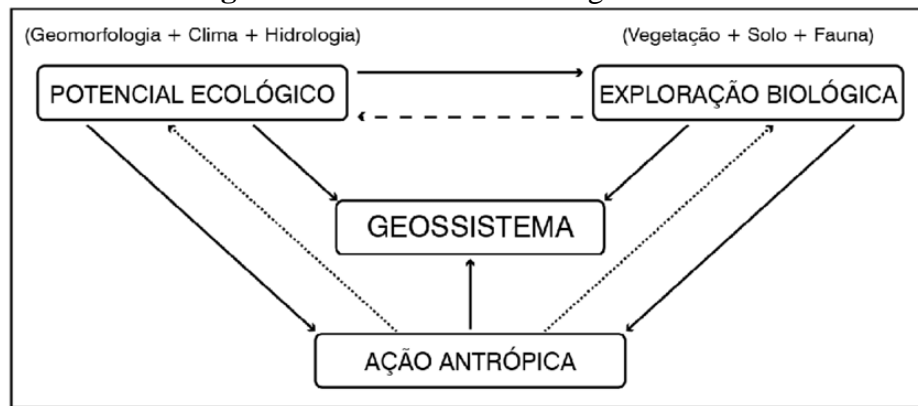 (Geomorfologia + Clima + Hidrologia)
(Vegetação + Solo + Fauna)
POTENCIAL ECOLÓGICO
EXPLORAÇÃO BIOLÓGICA
GEOSSISTEMA
AÇÃO ANTRÓPICA